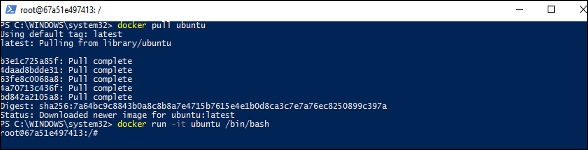 root@67a51e497413: /
PS C:\WINDOWS\system32> docker pull ubuntu
Using default tag: latest
latest: Pulling from library/ubuntu
b3e1c725a85f: Pull complete
4daad8bdde31: Pull complete
63fe8c0068a8: Pull complete
4a70713c436f: Pull complete
bd842a2105a8: Pull complete
Digest: sha256:7a64bc9c8843b0a8c8b8a7e4715b7615e4e1b0d8ca3c7e7a76ec8250899c397a
Status: Downloaded newer image for ubuntu:latest
PS C:\WINDOWS\system32> docker run -it ubuntu /bin/bash
root@67a51e497413:/#